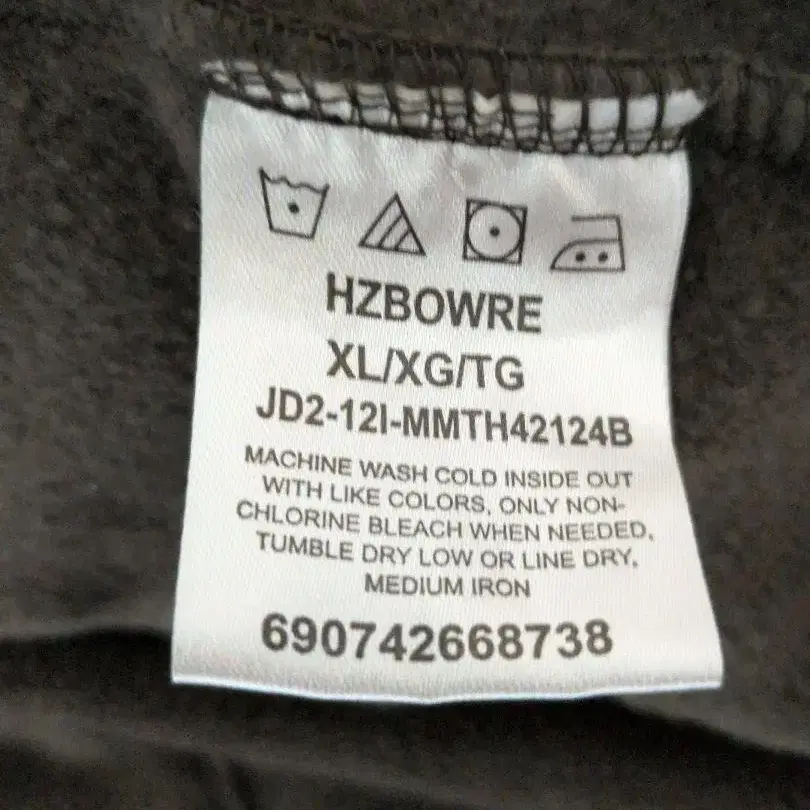 HZBOWRE
XL/XG/TG
JD2-12I-MMTH42124B
MACHINE WASH COLD INSIDE OUT
WITH LIKE COLORS, ONLY NON-
CHLORINE BLEACH WHEN NEEDED,
TUMBLE DRY LOW OR LINE DRY,
MEDIUM IRON
690742668738